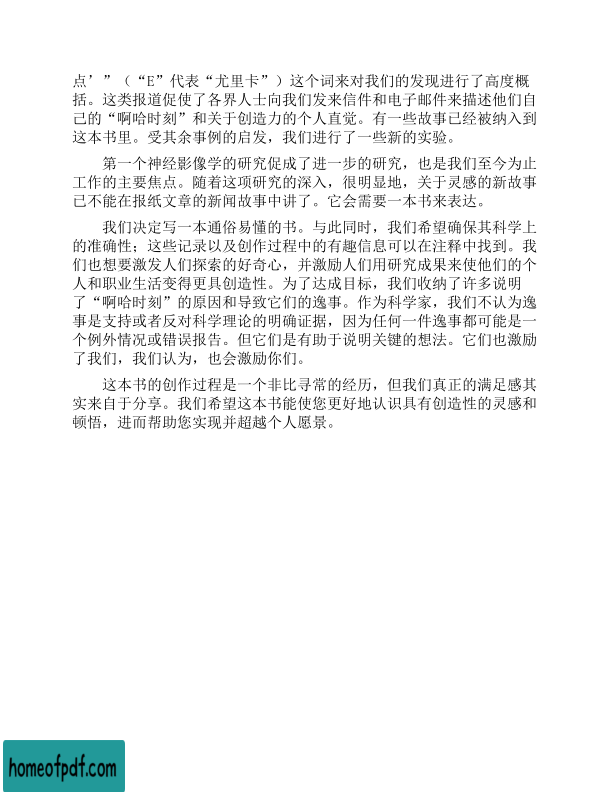 点’”（“E”代表“尤里卡”）这个词来对我们的发现进行了高度概
括。这类报道促使了各界人士向我们发来信件和电子邮件来描述他们自
己的“啊哈时刻”和关于创造力的个人直觉。有一些故事已经被纳入到
这本书里。受其余事例的启发，我们进行了一些新的实验。
第一个神经影像学的研究促成了进一步的研究，也是我们至今为止
工作的主要焦点。随着这项研究的深入，很明显地，关于灵感的新故事
已不能在报纸文章的新闻故事中讲了。它会需要一本书来表达。
我们决定写一本通俗易懂的书。与此同时，我们希望确保其科学上
的准确性；这些记录以及创作过程中的有趣信息可以在注释中找到。我
们也想要激发人们探索的好奇心，并激励人们用研究成果来使他们的个
人和职业生活变得更具创造性。为了达成目标，我们收纳了许多说明
了“啊哈时刻”的原因和导致它们的逸事。作为科学家，我们不认为逸
事是支持或者反对科学理论的明确证据，因为任何一件逸事都可能是一
个例外情况或错误报告。但它们是有助于说明关键的想法。它们也激励
了我们，我们认为，也会激励你们。
这本书的创作过程是一个非比寻常的经历，但我们真正的满足感其
实来自于分享。我们希望这本书能使您更好地认识具有创造性的灵感和
顿悟，进而帮助您实现并超越个人愿景。
homeofpdf.com